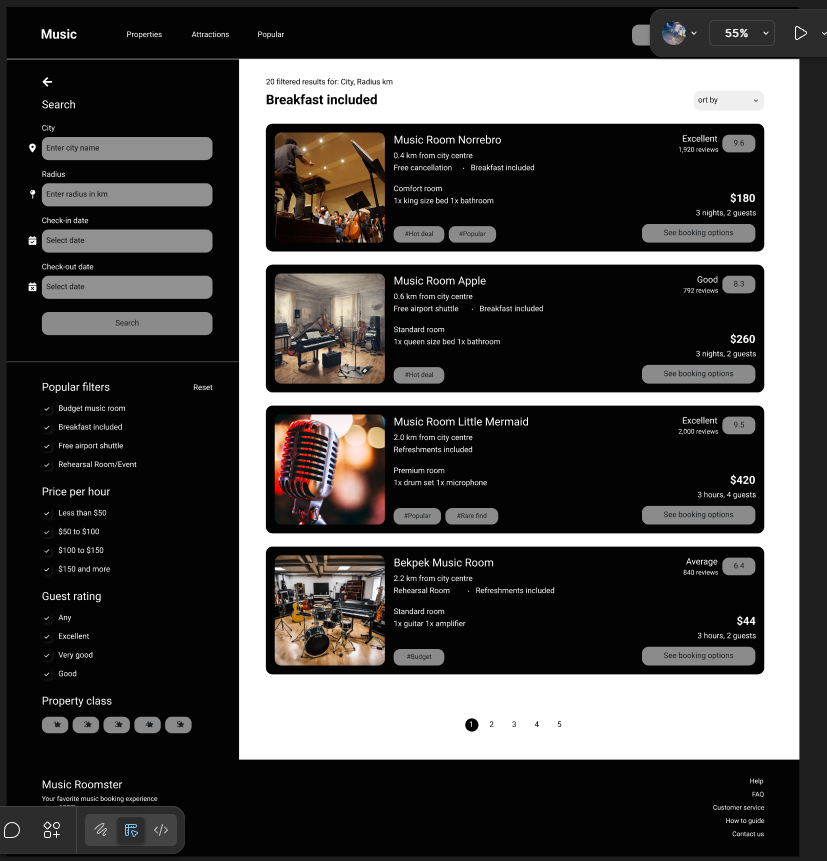 Music
Properties
Attractions
Popular
55%
Search
City
Enter city name
Radius
Enter radius in km
Check-in date
Select date
Check-out date
Select date
Search
Popular filters
Reset
Budget music room
Breakfast included
Free airport shuttle
Rehearsal Room/Event
Price per hour
Less than $50
$50 to $100
$100 to $150
$150 and more
Guest rating
Any
Excellent
Very good
Good
Property class
20 filtered results for: City, Radius km
Breakfast included
ort by
Music Room Norrebro
0.4 km from city centre
Free cancellation · Breakfast included
Comfort room
1x king size bed 1x bathroom
#Hot deal
#Popular
Excellent
1,920 reviews
9.6
$180
3 nights, 2 guests
See booking options
Music Room Apple
0.6 km from city centre
Free airport shuttle · Breakfast included
Standard room
1x queen size bed 1x bathroom
#Hot deal
Good
792 reviews
8.3
$260
3 nights, 2 guests
See booking options
Music Room Little Mermaid
2.0 km from city centre
Refreshments included
Premium room
1x drum set 1x microphone
#Popular
#Rare find
Excellent
2,000 reviews
9.5
$420
3 hours, 4 guests
See booking options
Bekpek Music Room
2.2 km from city centre
Rehearsal Room · Refreshments included
Standard room
1x guitar 1x amplifier
#Budget
Average
840 reviews
6.4
$44
3 hours, 2 guests
See booking options
1 2 3 4 5
Music Roomster
Your favorite music booking experience
Help
FAQ
Customer service
How to guide
Contact us